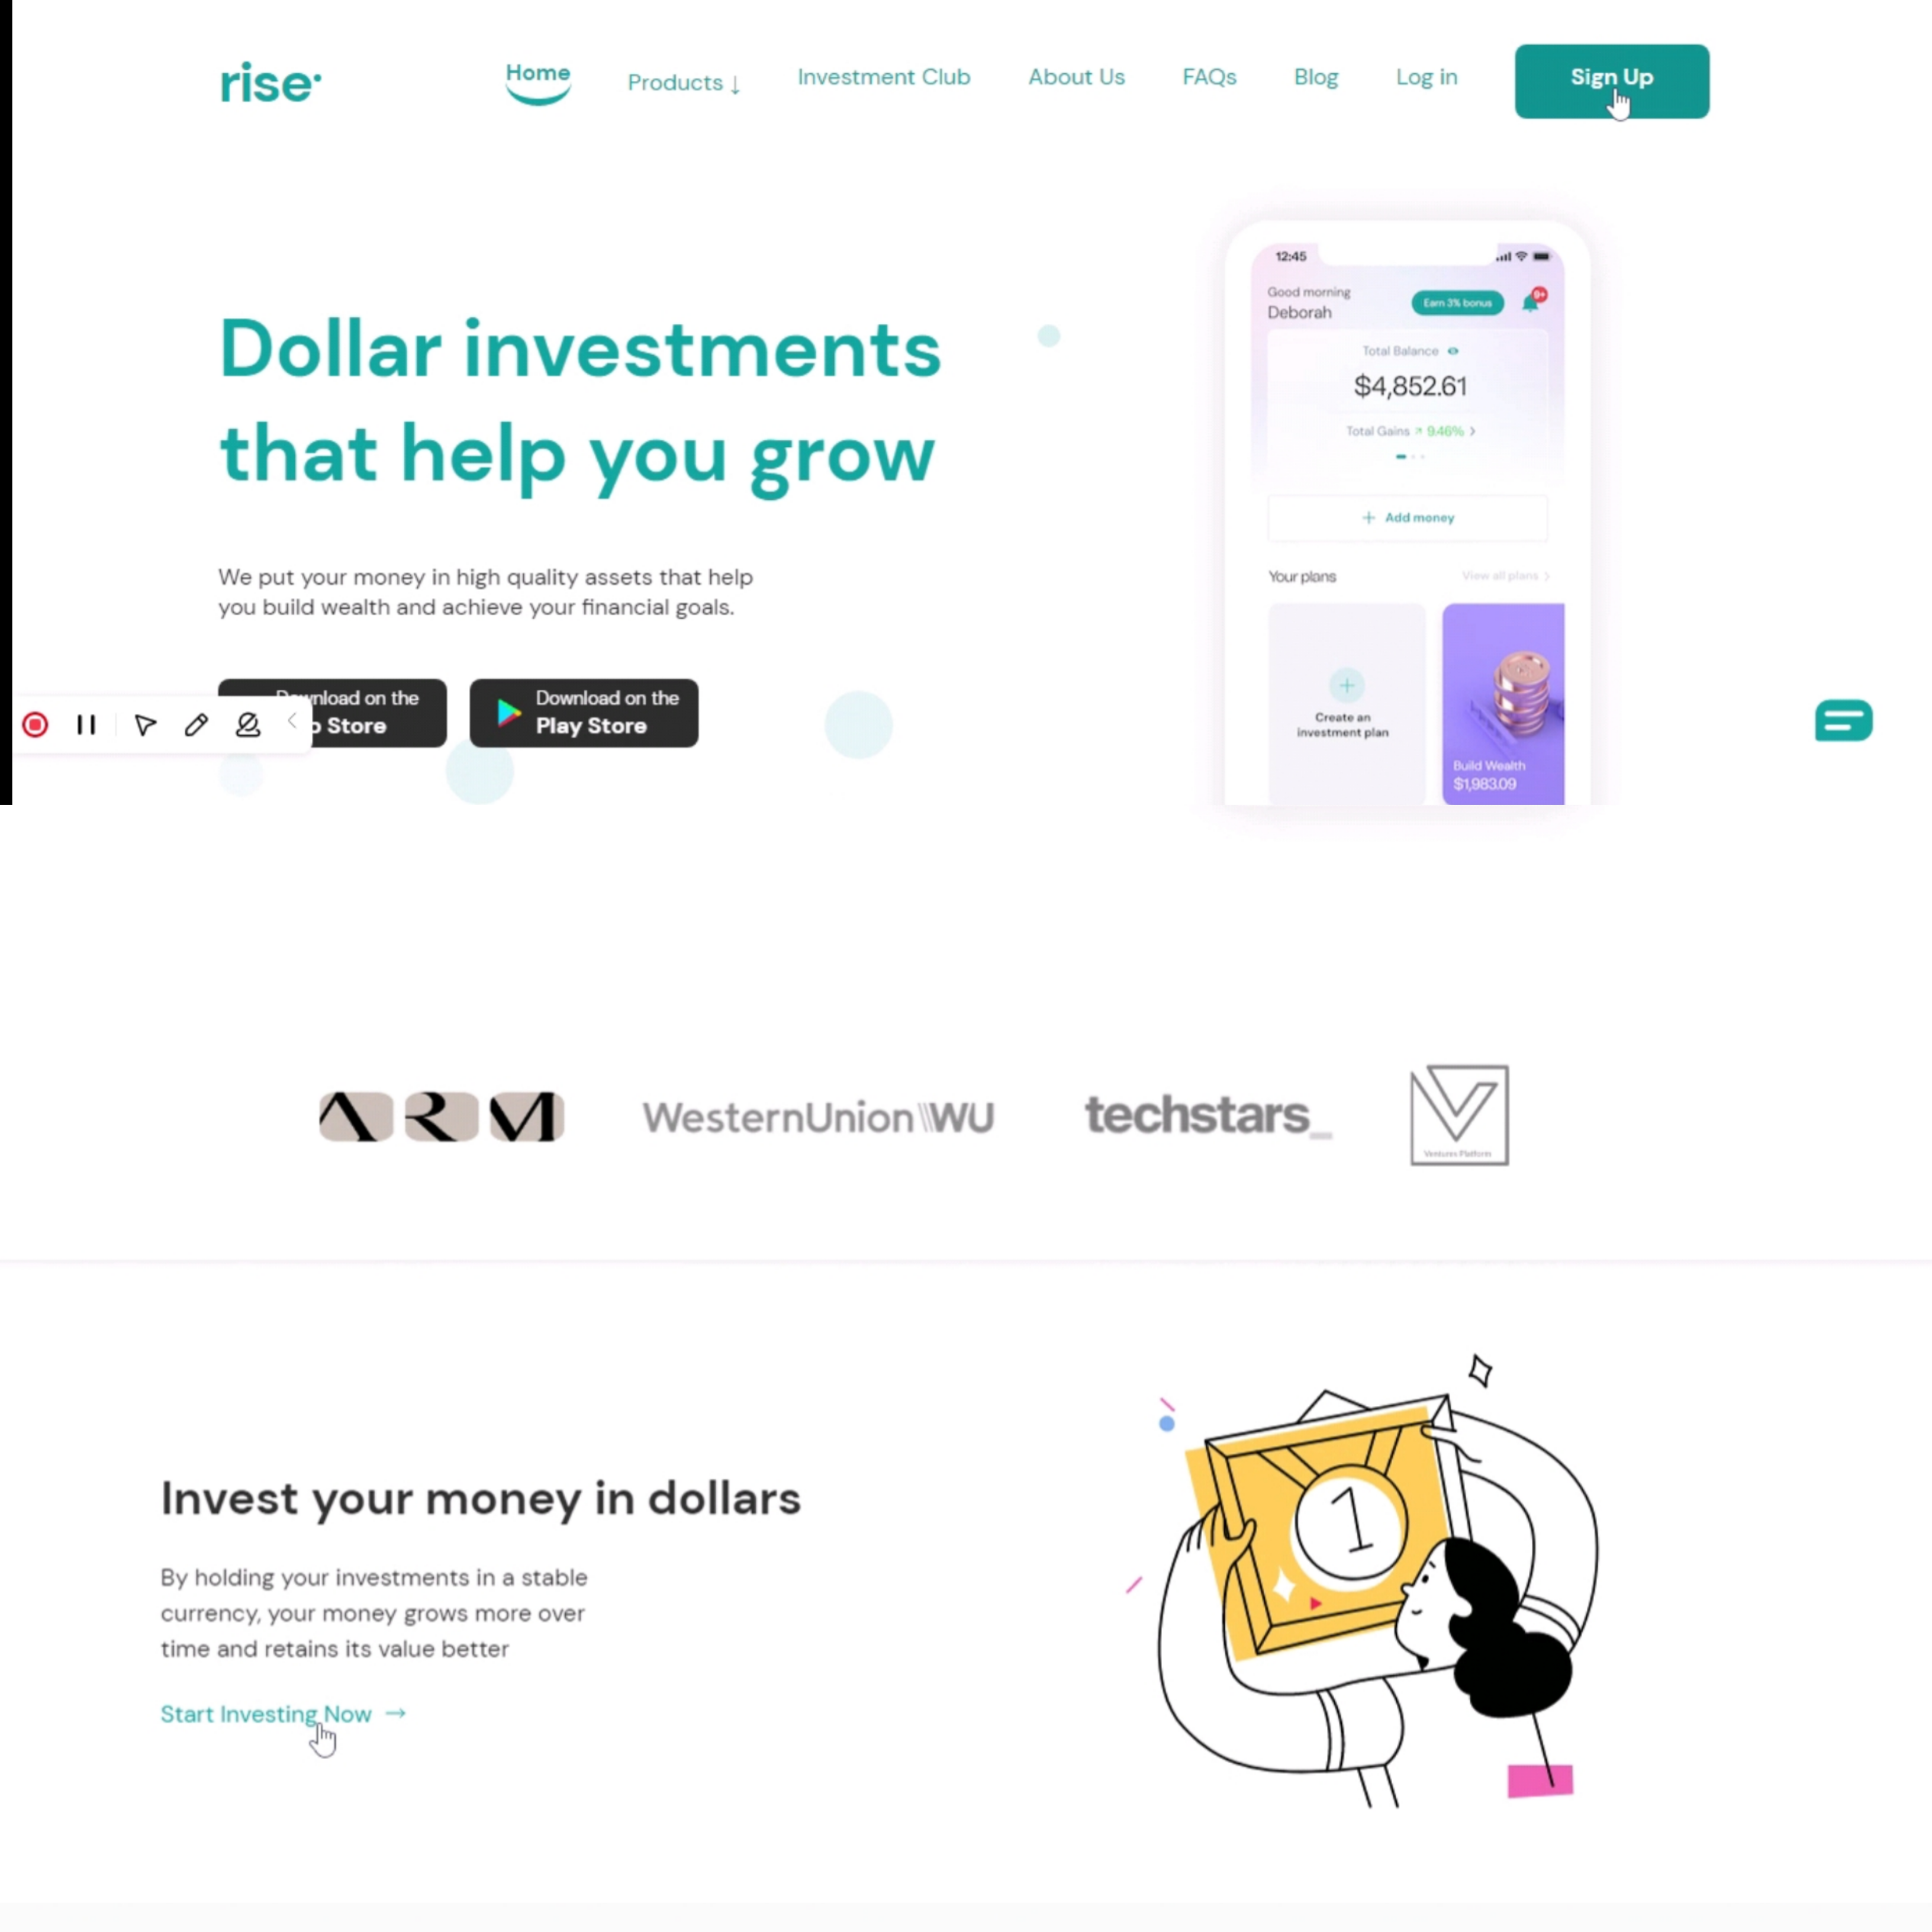 rise
Home
Products ↓
Investment Club
About Us
FAQs
Blog
Log in
Sign Up
Dollar investments
that help you grow
We put your money in high quality assets that help
you build wealth and achieve your financial goals.
Download on the
Store
Download on the
Play Store
12:45
Good morning
Deborah
Earn 3% bonus
9+
Total Balance
$4,852.61
Total Gains ↗ 9.46% >
+ Add money
Your plans
View all plans >
Create an
investment plan
Build Wealth
$1,983.09
ARM
WesternUnion\\WU
techstars_
Ventures Platform
Invest your money in dollars
By holding your investments in a stable
currency, your money grows more over
time and retains its value better
Start Investing Now →
1